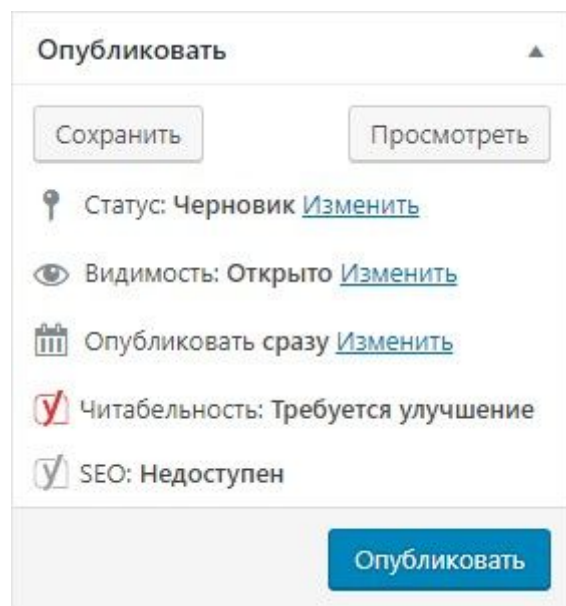 Опубликовать
Сохранить Просмотреть
Статус: Черновик Изменить
Видимость: Открыто Изменить
Опубликовать сразу Изменить
Читабельность: Требуется улучшение
SEO: Недоступен
Опубликовать